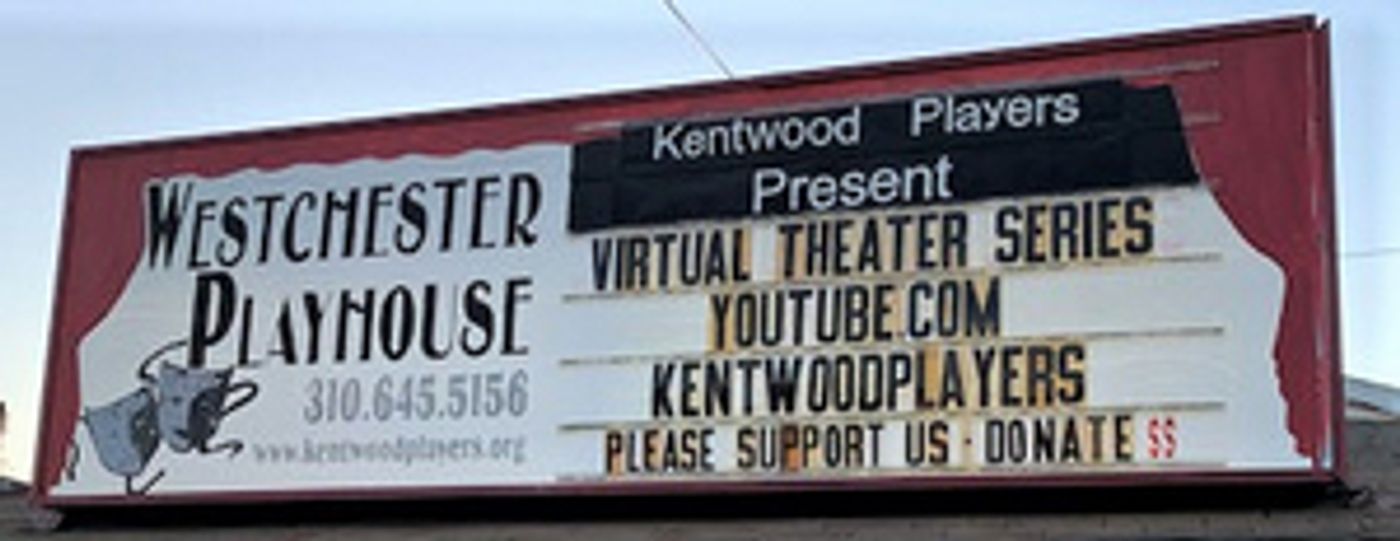 WESTCHESTER
PLAYHOUSE
310.645.5156
www.kentwoodplayers.org
Kentwood Players
Present
VIRTUAL THEATER SERIES
YOUTUBE.COM
KENTWOODPLAYERS
PLEASE SUPPORT US · DONATE $$